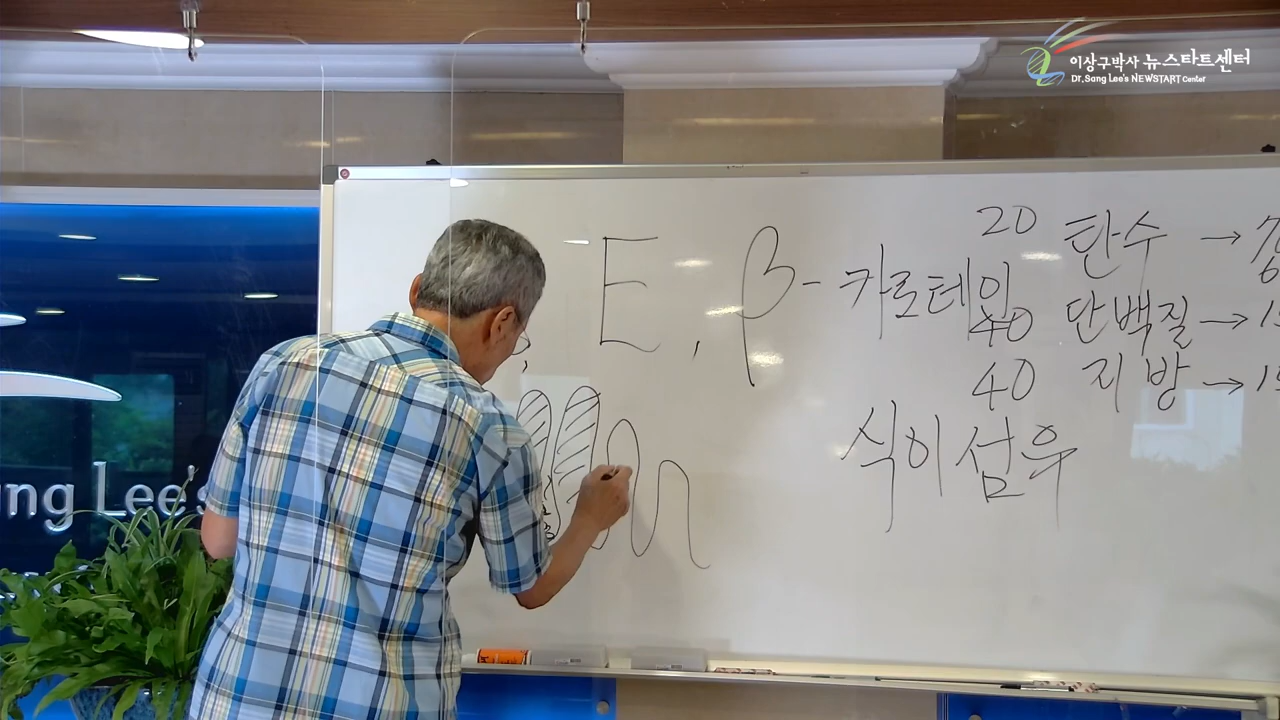 이상구박사 뉴스타트센터
Dr. Sang Lee's NEWSTART Center
20 탄수 →
E, β-카로테인
40 단백질 →
40 지방 →
식이섬유
ng Lee's